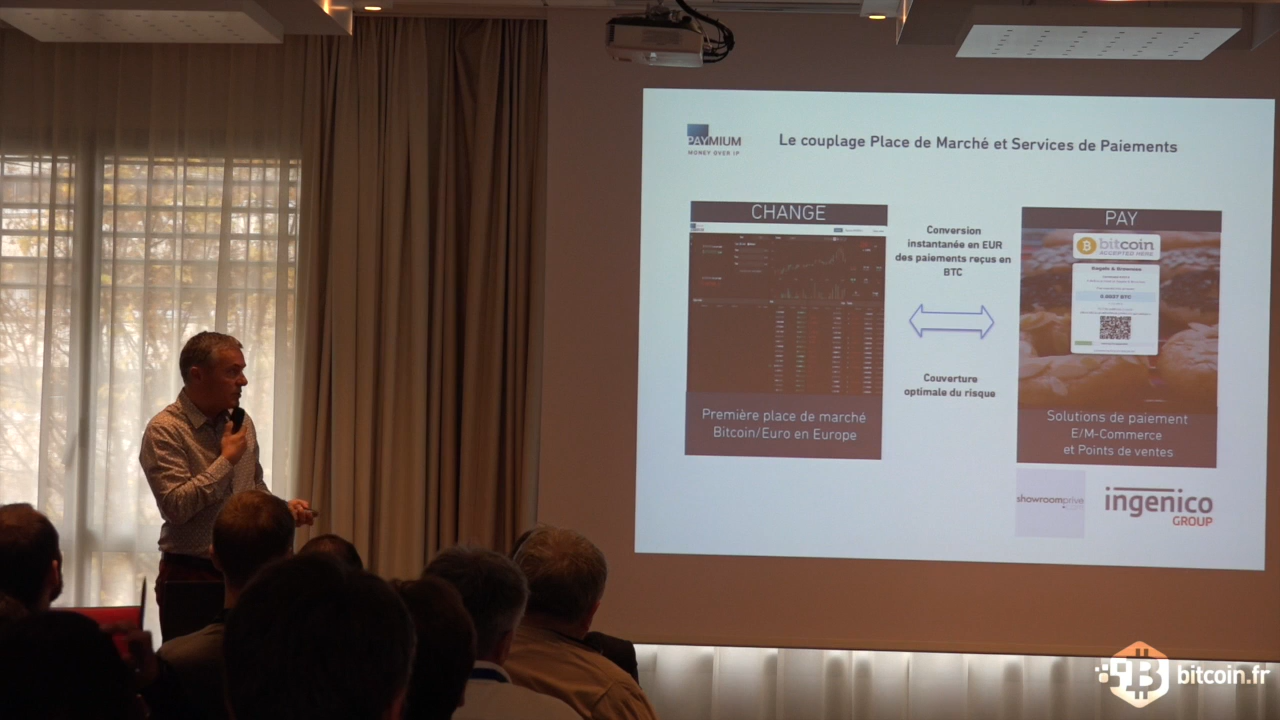 PAYMIUM
MONEY OVER IP
Le couplage Place de Marché et Services de Paiements
CHANGE
Première place de marché
Bitcoin/Euro en Europe
Conversion
instantanée en EUR
des paiements reçus en
BTC
Couverture
optimale du risque
PAY
bitcoin
ACCEPTED HERE
Solutions de paiement
E/M-Commerce
et Points de ventes
showroomprive
.com
ingenico
GROUP
bitcoin.fr